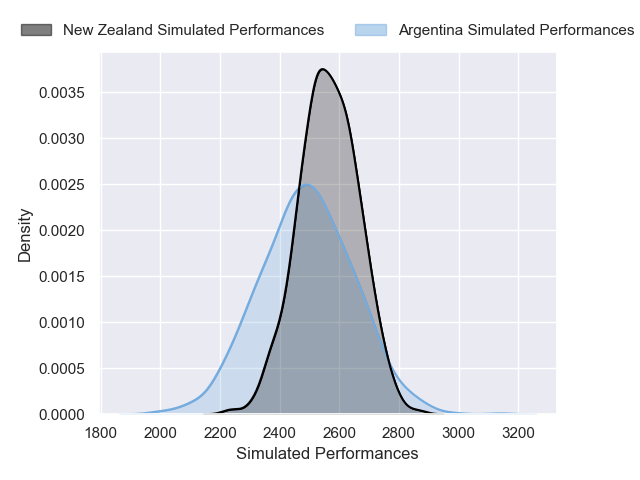 New Zealand Simulated Performances Argentina Simulated Performances
0.0035
0.0030
0.0025
0.0020
0.0015
0.0010
0.0005
0.0000
Density
1800 2000 2200 2400 2600 2800 3000 3200
Simulated Performances